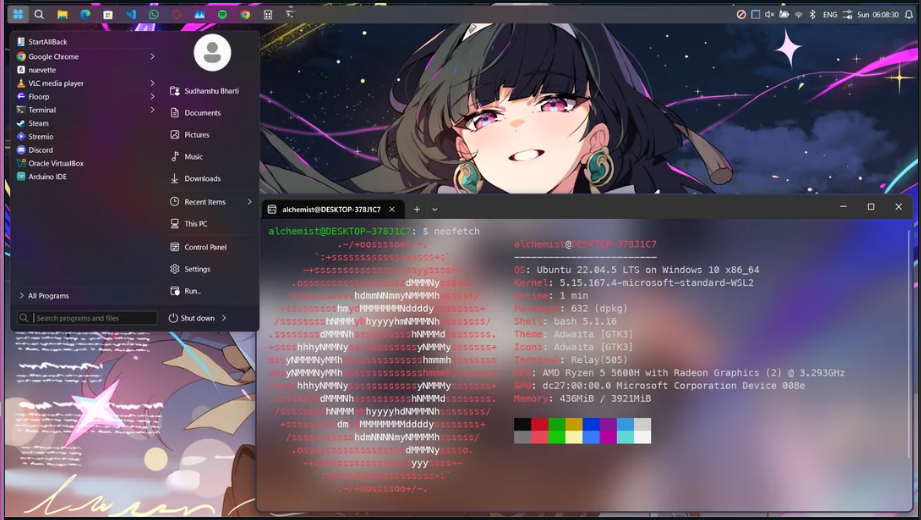 ENG
Sun 06:08:30
StartAllBack
Google Chrome
nuevette
VLC media player
Floorp
Terminal
Steam
Stremio
Discord
Oracle VirtualBox
Arduino IDE
All Programs
Search programs and files
Sudhanshu Bharti
Documents
Pictures
Music
Downloads
Recent Items
This PC
Control Panel
Settings
Run...
Shut down
alchemist@DESKTOP-378J1C7
alchemist@DESKTOP-378J1C7: $ neofetch
alchemist@DESKTOP-378J1C7
-------------------------
OS: Ubuntu 22.04.5 LTS on Windows 10 x86_64
Kernel: 5.15.167.4-microsoft-standard-WSL2
Uptime: 1 min
Packages: 632 (dpkg)
Shell: bash 5.1.16
Theme: Adwaita [GTK3]
Icons: Adwaita [GTK3]
Terminal: Relay(505)
CPU: AMD Ryzen 5 5600H with Radeon Graphics (2) @ 3.293GHz
GPU: dc27:00:00.0 Microsoft Corporation Device 008e
Memory: 436MiB / 3921MiB